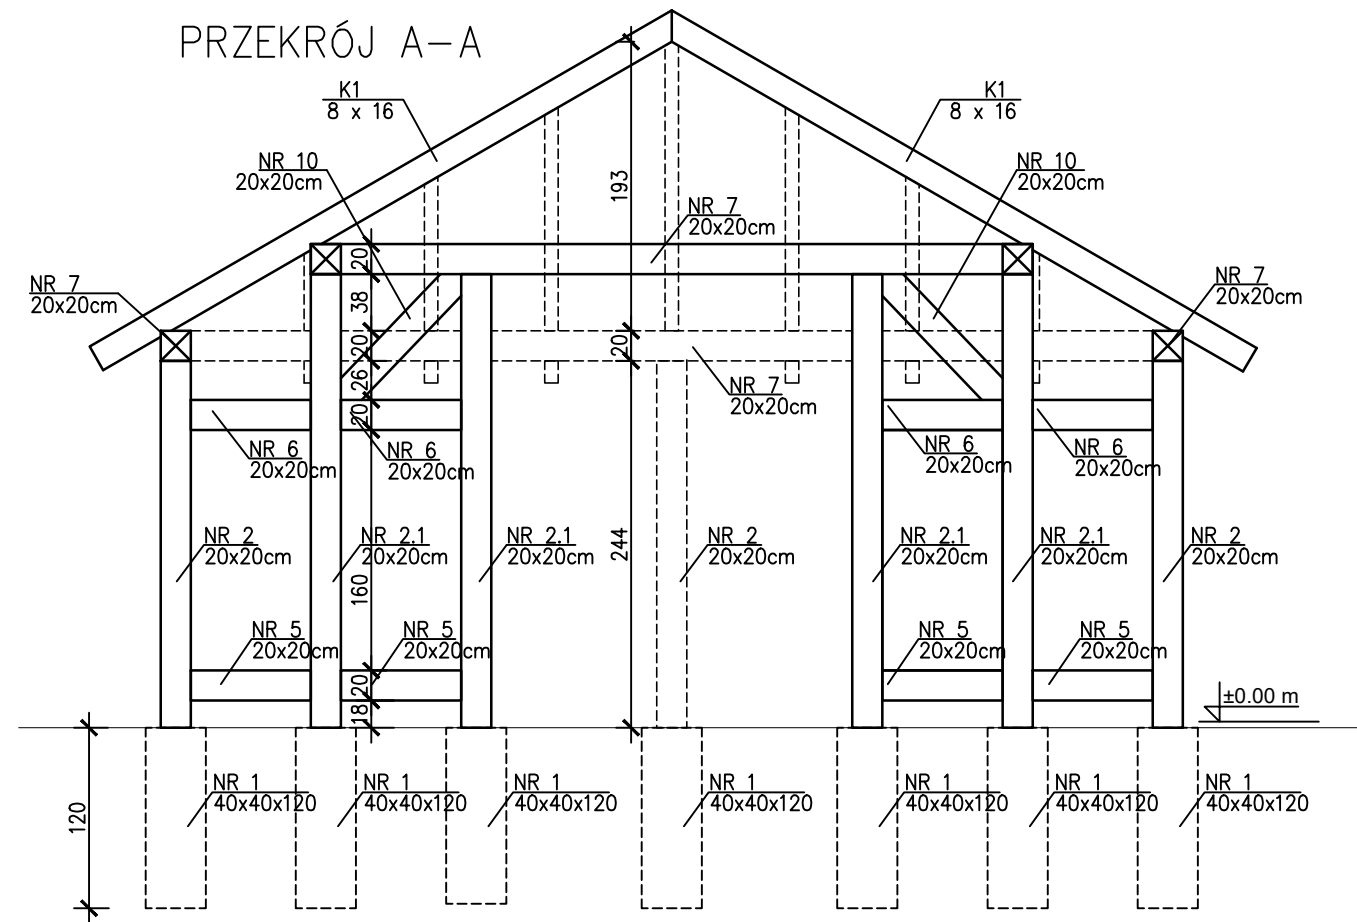 PRZEKRÓJ A-A
K1
8 x 16
K1
8 x 16
NR 10
20x20cm
NR 10
20x20cm
193
NR 7
20x20cm
20
NR 7
20x20cm
NR 7
20x20cm
38
20
20
26
NR 7
20x20cm
20
NR 6
20x20cm
NR 6
20x20cm
NR 6
20x20cm
NR 6
20x20cm
NR 2
20x20cm
NR 2.1
20x20cm
NR 2.1
20x20cm
244
NR 2
20x20cm
NR 2.1
20x20cm
NR 2.1
20x20cm
NR 2
20x20cm
160
NR 5
20x20cm
NR 5
20x20cm
NR 5
20x20cm
NR 5
20x20cm
20
18
±0.00 m
120
NR 1
40x40x120
NR 1
40x40x120
NR 1
40x40x120
NR 1
40x40x120
NR 1
40x40x120
NR 1
40x40x120
NR 1
40x40x120